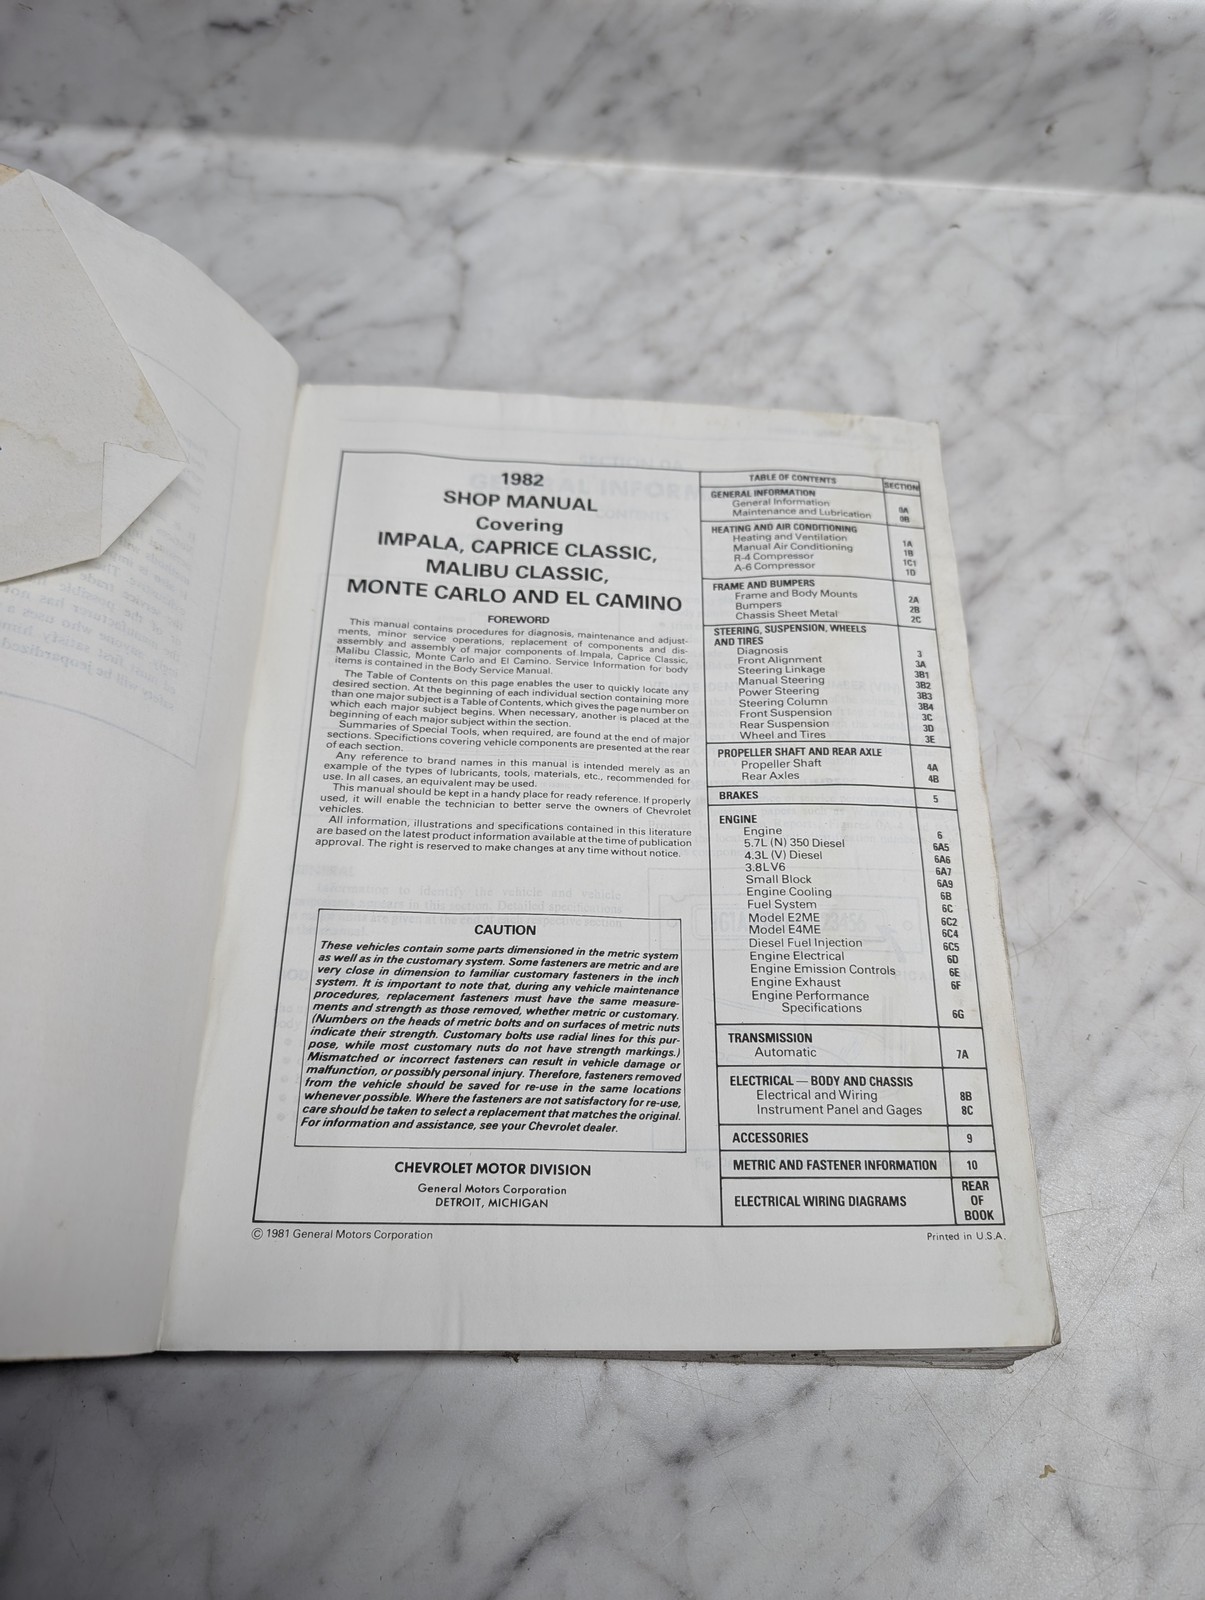 1982
SHOP MANUAL
Covering
IMPALA, CAPRICE CLASSIC,
MALIBU CLASSIC,
MONTE CARLO AND EL CAMINO
FOREWORD
This manual contains procedures for diagnosis, maintenance and adjust-
ments, minor service operations, replacement of components and dis-
assembly and assembly of major components of Impala, Caprice Classic,
Malibu Classic, Monte Carlo and El Camino. Service Information for body
items is contained in the Body Service Manual.
The Table of Contents on this page enables the user to quickly locate any
desired section. At the beginning of each individual section containing more
than one major subject is a Table of Contents, which gives the page number on
which each major subject begins. When necessary, another is placed at the
beginning of each major subject within the section.
Summaries of Special Tools, when required, are found at the end of major
sections. Specifictions covering vehicle components are presented at the rear
of each section.
Any reference to brand names in this manual is intended merely as an
example of the types of lubricants, tools, materials, etc., recommended for
use. In all cases, an equivalent may be used.
This manual should be kept in a handy place for ready reference. If properly
used, it will enable the technician to better serve the owners of Chevrolet
vehicles.
All information, illustrations and specifications contained in this literature
are based on the latest product information available at the time of publication
approval. The right is reserved to make changes at any time without notice.
CAUTION
These vehicles contain some parts dimensioned in the metric system
as well as in the customary system. Some fasteners are metric and are
very close in dimension to familiar customary fasteners in the inch
system. It is important to note that, during any vehicle maintenance
procedures, replacement fasteners must have the same measure-
ments and strength as those removed, whether metric or customary.
(Numbers on the heads of metric bolts and on surfaces of metric nuts
indicate their strength. Customary bolts use radial lines for this pur-
pose, while most customary nuts do not have strength markings.)
Mismatched or incorrect fasteners can result in vehicle damage or
malfunction, or possibly personal injury. Therefore, fasteners removed
from the vehicle should be saved for re-use in the same locations
whenever possible. Where the fasteners are not satisfactory for re-use,
care should be taken to select a replacement that matches the original.
For information and assistance, see your Chevrolet dealer.
CHEVROLET MOTOR DIVISION
General Motors Corporation
DETROIT, MICHIGAN
TABLE OF CONTENTS SECTION
GENERAL INFORMATION
General Information 0A
Maintenance and Lubrication 0B
HEATING AND AIR CONDITIONING
Heating and Ventilation 1A
Manual Air Conditioning 1B
R-4 Compressor 1C1
A-6 Compressor 1D
FRAME AND BUMPERS
Frame and Body Mounts 2A
Bumpers 2B
Chassis Sheet Metal 2C
STEERING, SUSPENSION, WHEELS
AND TIRES
Diagnosis 3
Front Alignment 3A
Steering Linkage 3B1
Manual Steering 3B2
Power Steering 3B3
Steering Column 3B4
Front Suspension 3C
Rear Suspension 3D
Wheel and Tires 3E
PROPELLER SHAFT AND REAR AXLE
Propeller Shaft 4A
Rear Axles 4B
BRAKES 5
ENGINE
Engine 6
5.7L (N) 350 Diesel 6A5
4.3L (V) Diesel 6A6
3.8L V6 6A7
Small Block 6A9
Engine Cooling 6B
Fuel System 6C
Model E2ME 6C2
Model E4ME 6C4
Diesel Fuel Injection 6C5
Engine Electrical 6D
Engine Emission Controls 6E
Engine Exhaust 6F
Engine Performance
Specifications 6G
TRANSMISSION
Automatic 7A
ELECTRICAL — BODY AND CHASSIS
Electrical and Wiring 8B
Instrument Panel and Gages 8C
ACCESSORIES 9
METRIC AND FASTENER INFORMATION 10
ELECTRICAL WIRING DIAGRAMS REAR
OF
BOOK
© 1981 General Motors Corporation
Printed in U.S.A.